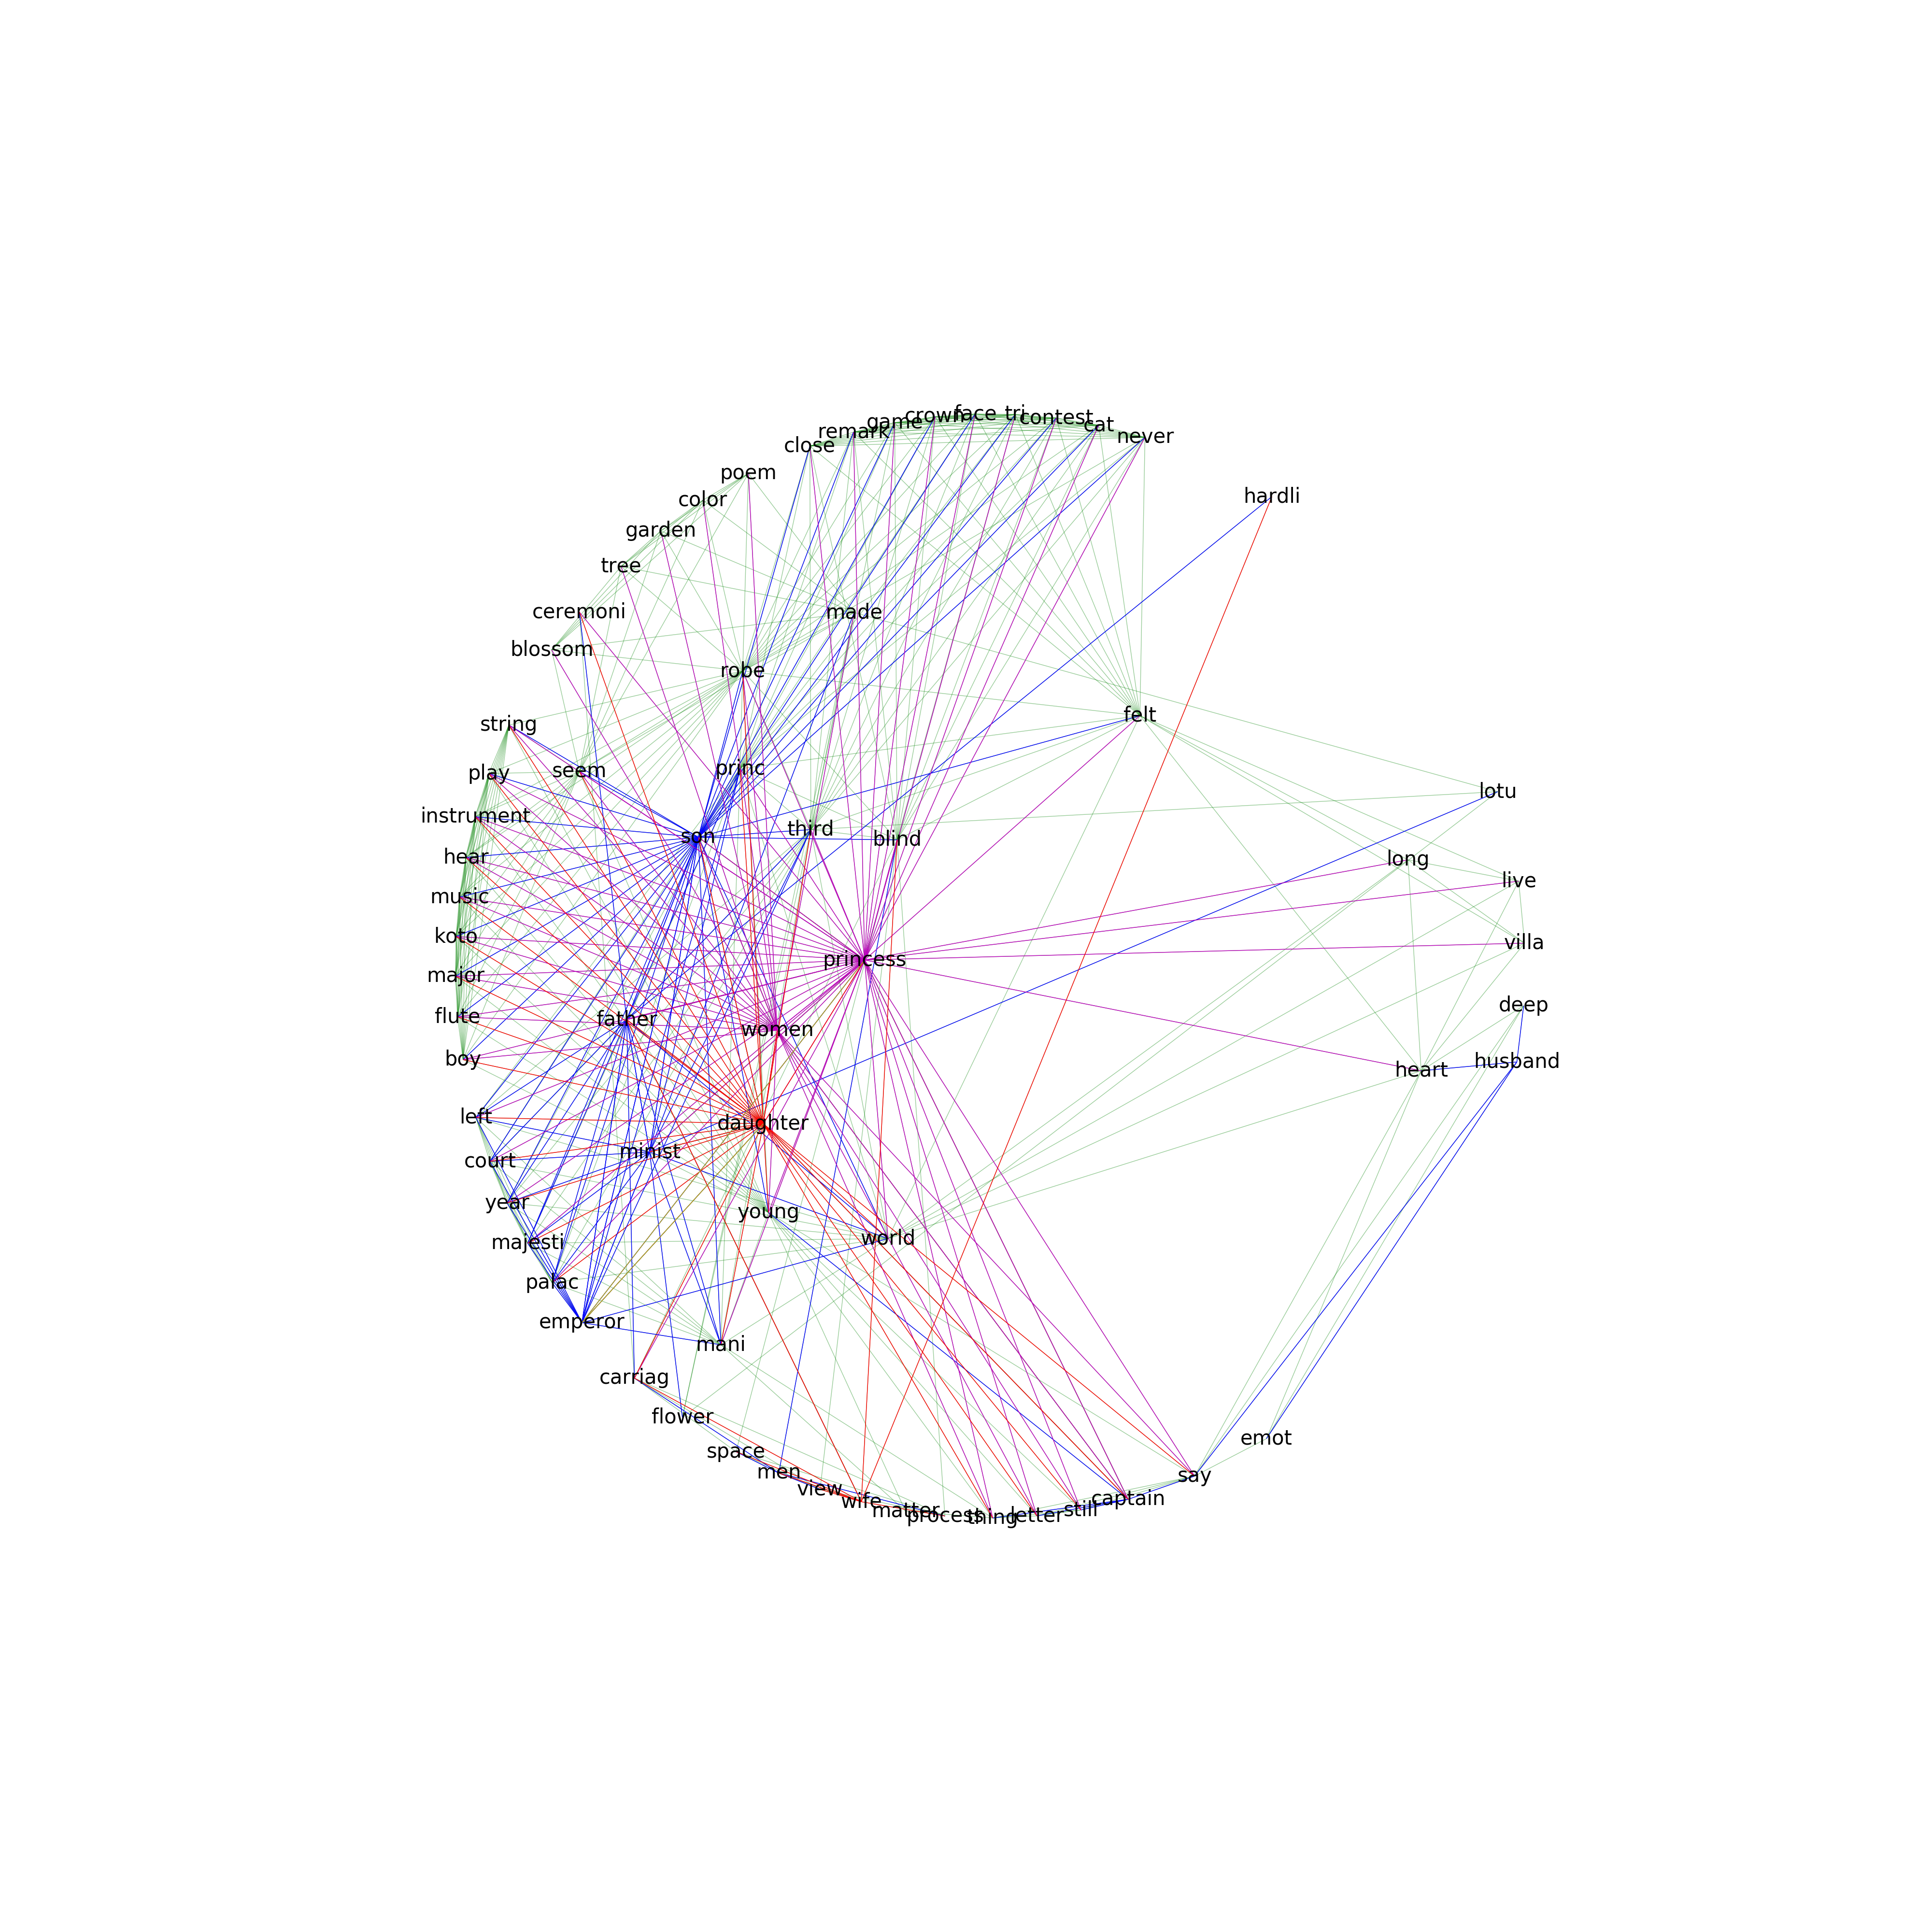 face
tri
crown
contest
game
cat
remark
never
close
poem
hardli
color
garden
tree
ceremoni
made
blossom
robe
felt
string
princ
seem
play
lotu
instrument
third
son
blind
hear
long
live
music
koto
villa
princess
major
deep
flute
father
women
boy
husband
heart
left
daughter
minist
court
year
young
world
majesti
palac
emperor
mani
carriag
flower
emot
space
men
say
view
captain
wife
still
matter
process
letter
thing